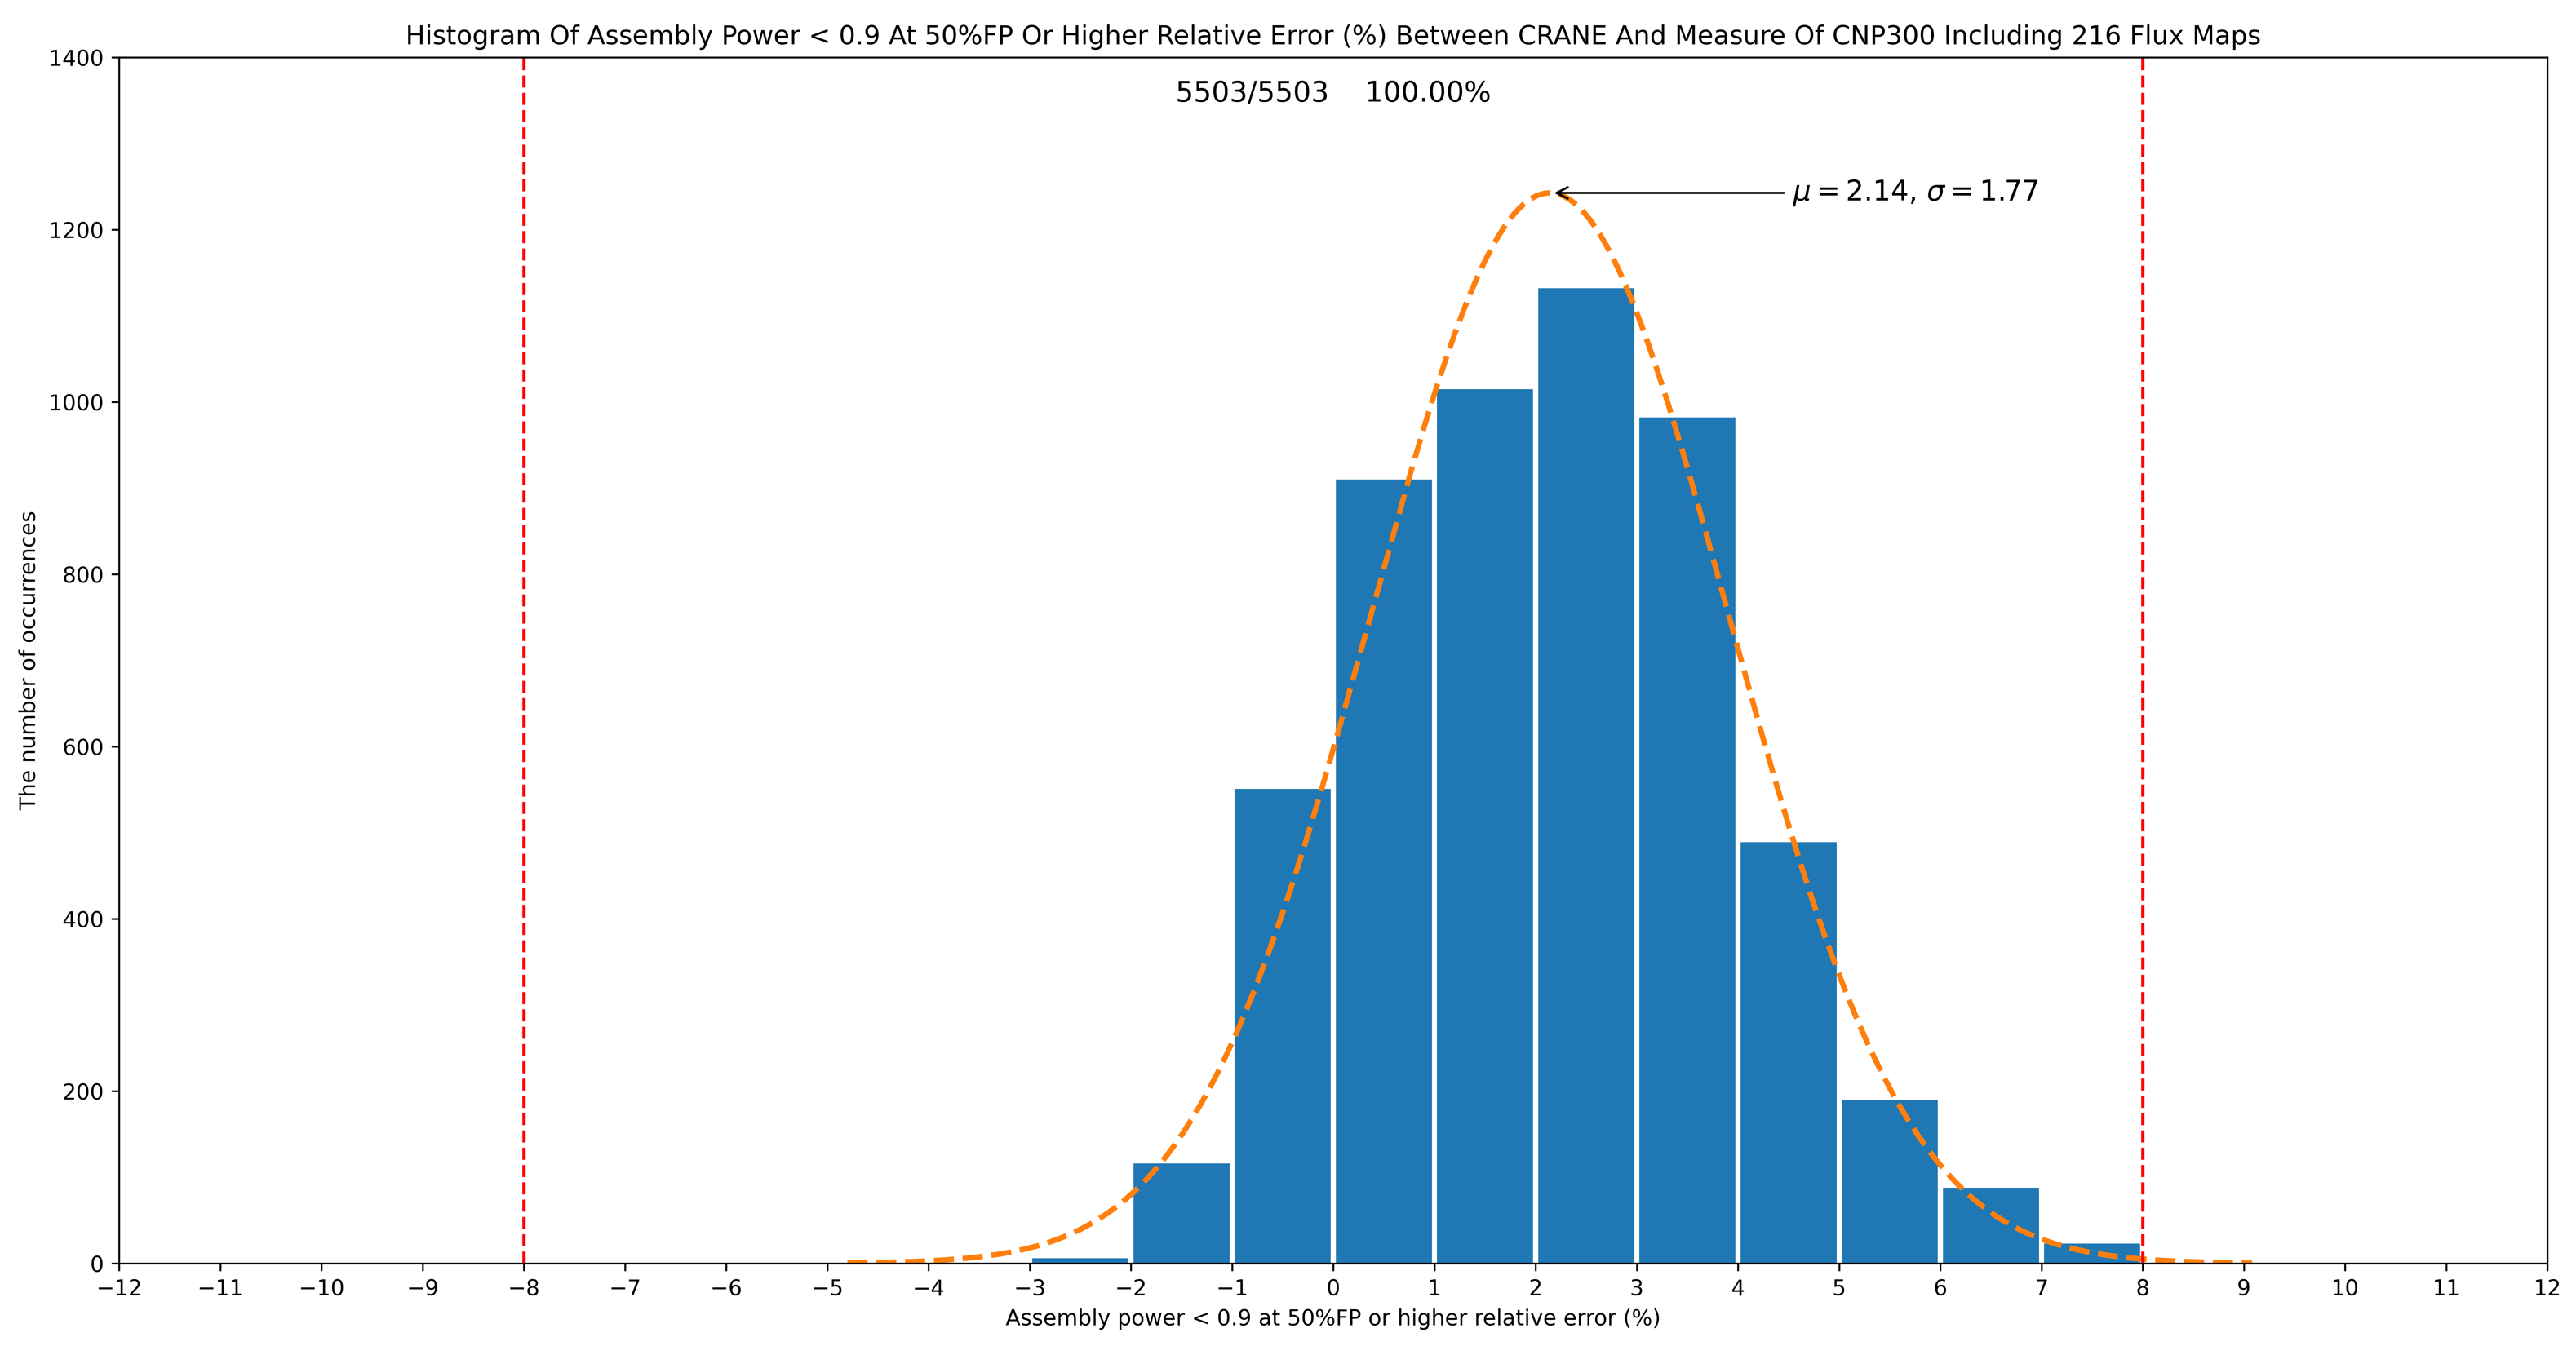 Histogram Of Assembly Power < 0.9 At 50%FP Or Higher Relative Error (%) Between CRANE And Measure Of CNP300 Including 216 Flux Maps
5503/5503 100.00%
μ = 2.14, σ = 1.77
The number of occurrences
1400
1200
1000
800
600
400
200
0
−12 −11 −10 −9 −8 −7 −6 −5 −4 −3 −2 −1 0 1 2 3 4 5 6 7 8 9 10 11 12
Assembly power < 0.9 at 50%FP or higher relative error (%)